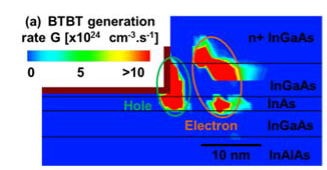 (a) BTBT generation
rate G [x10²⁴ cm⁻³.s⁻¹]
0 5 >10
n+ InGaAs
InGaAs
Hole
InAs
Electron
InGaAs
10 nm
InAlAs